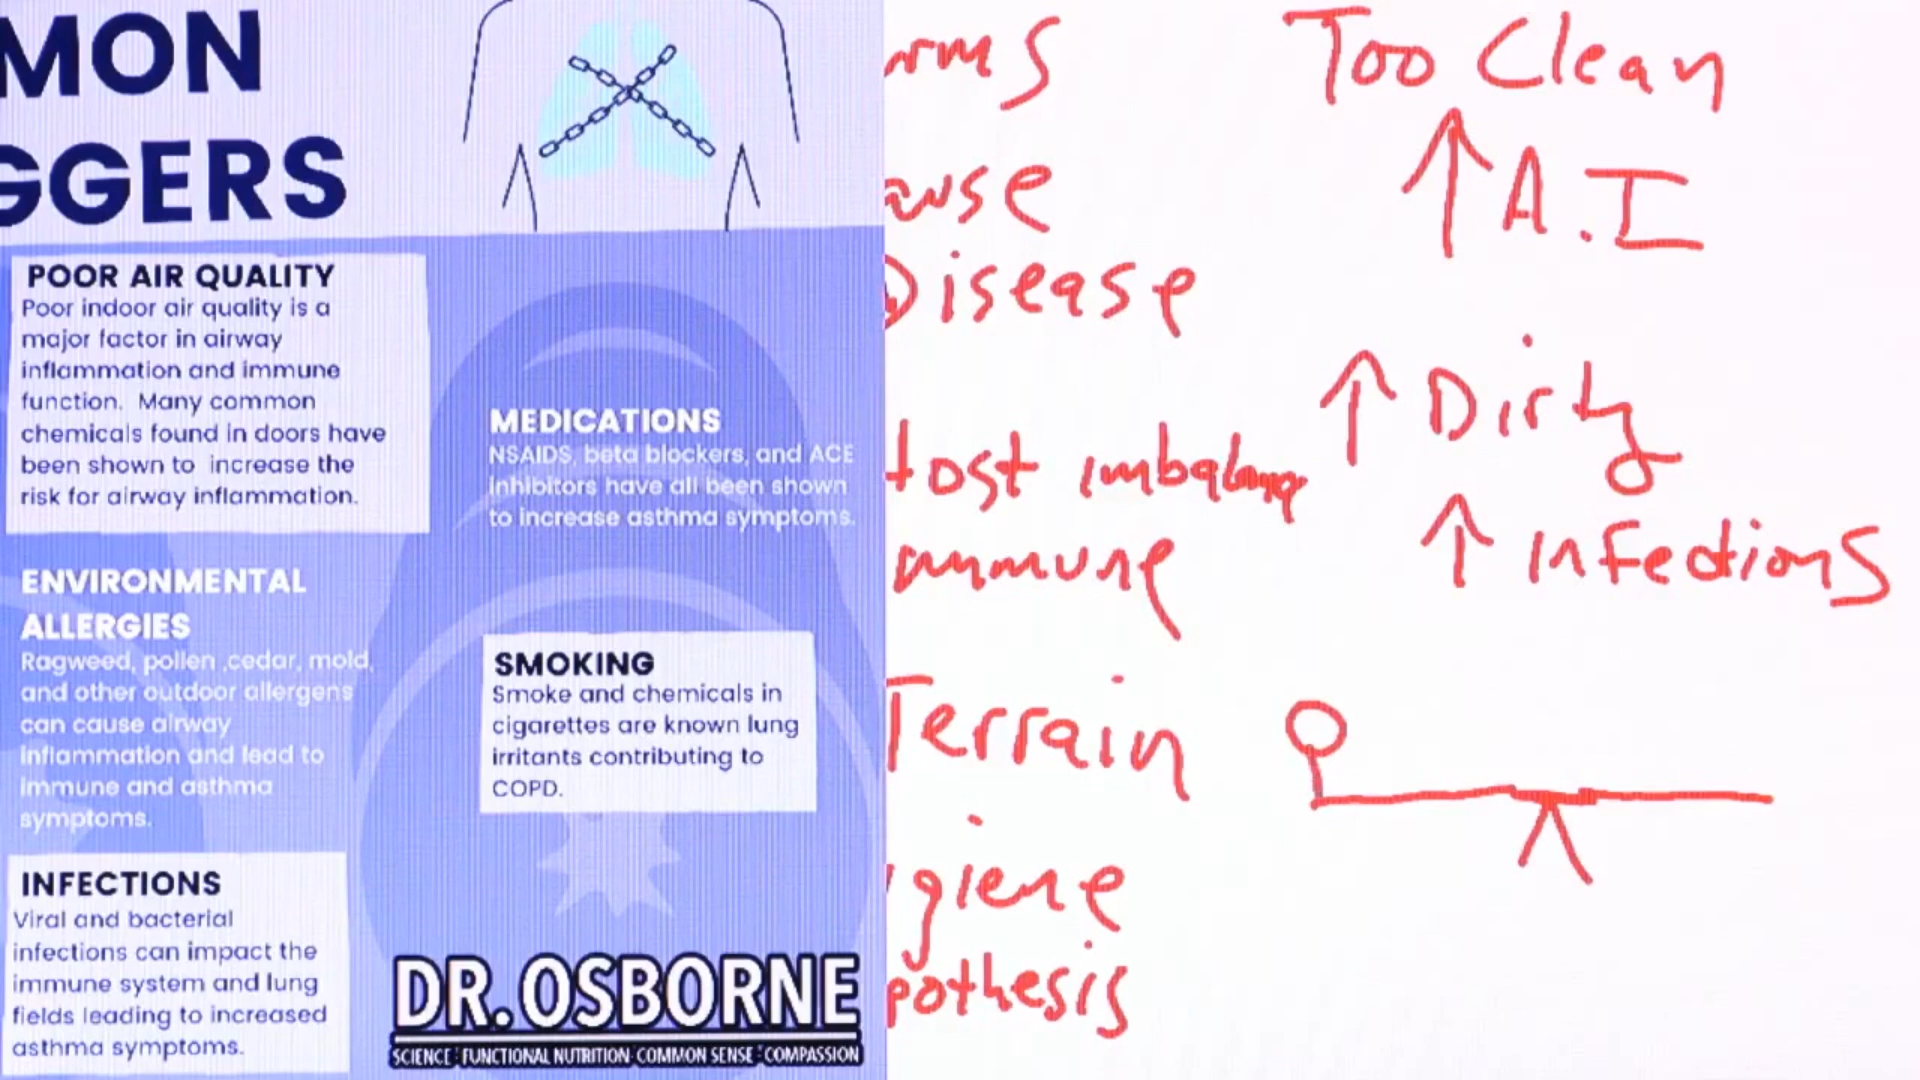 MON
GGERS
POOR AIR QUALITY
Poor indoor air quality is a
major factor in airway
inflammation and immune
function. Many common
chemicals found in doors have
been shown to increase the
risk for airway inflammation.
ENVIRONMENTAL
ALLERGIES
Ragweed, pollen ,cedar, mold,
and other outdoor allergens
can cause airway
inflammation and lead to
immune and asthma
symptoms.
INFECTIONS
Viral and bacterial
infections can impact the
immune system and lung
fields leading to increased
asthma symptoms.
MEDICATIONS
NSAIDS, beta blockers, and ACE
inhibitors have all been shown
to increase asthma symptoms.
SMOKING
Smoke and chemicals in
cigarettes are known lung
irritants contributing to
COPD.
DR. OSBORNE
SCIENCE FUNCTIONAL NUTRITION COMMON SENSE COMPASSION
rms
ause
Disease
Host
mmune
Terrain
giene
pothesis
Too Clean
↑ A.I
↑ Dirty
↑ Infections